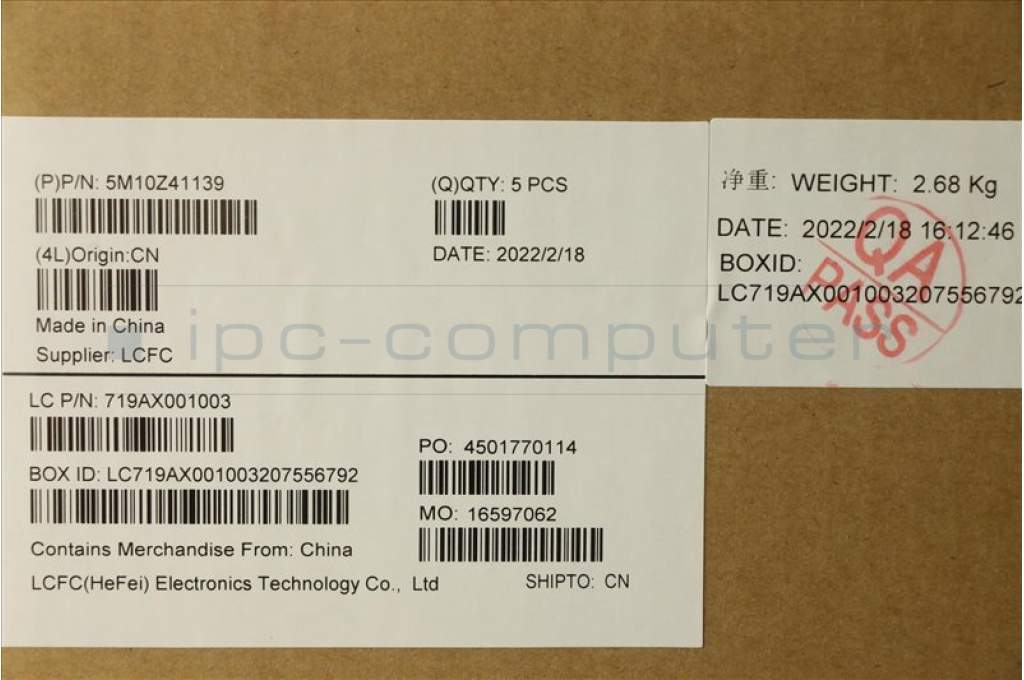 (P)P/N: 5M10Z41139
(Q)QTY: 5 PCS
(4L)Origin:CN
DATE: 2022/2/18
Made in China
Supplier: LCFC
净重: WEIGHT: 2.68 Kg
DATE: 2022/2/18 16:12:46
BOXID:
LC719AX001003207556792
QA
PASS
ipc-computer
LC P/N: 719AX001003
BOX ID: LC719AX001003207556792
PO: 4501770114
MO: 16597062
Contains Merchandise From: China
LCFC(HeFei) Electronics Technology Co., Ltd
SHIPTO: CN